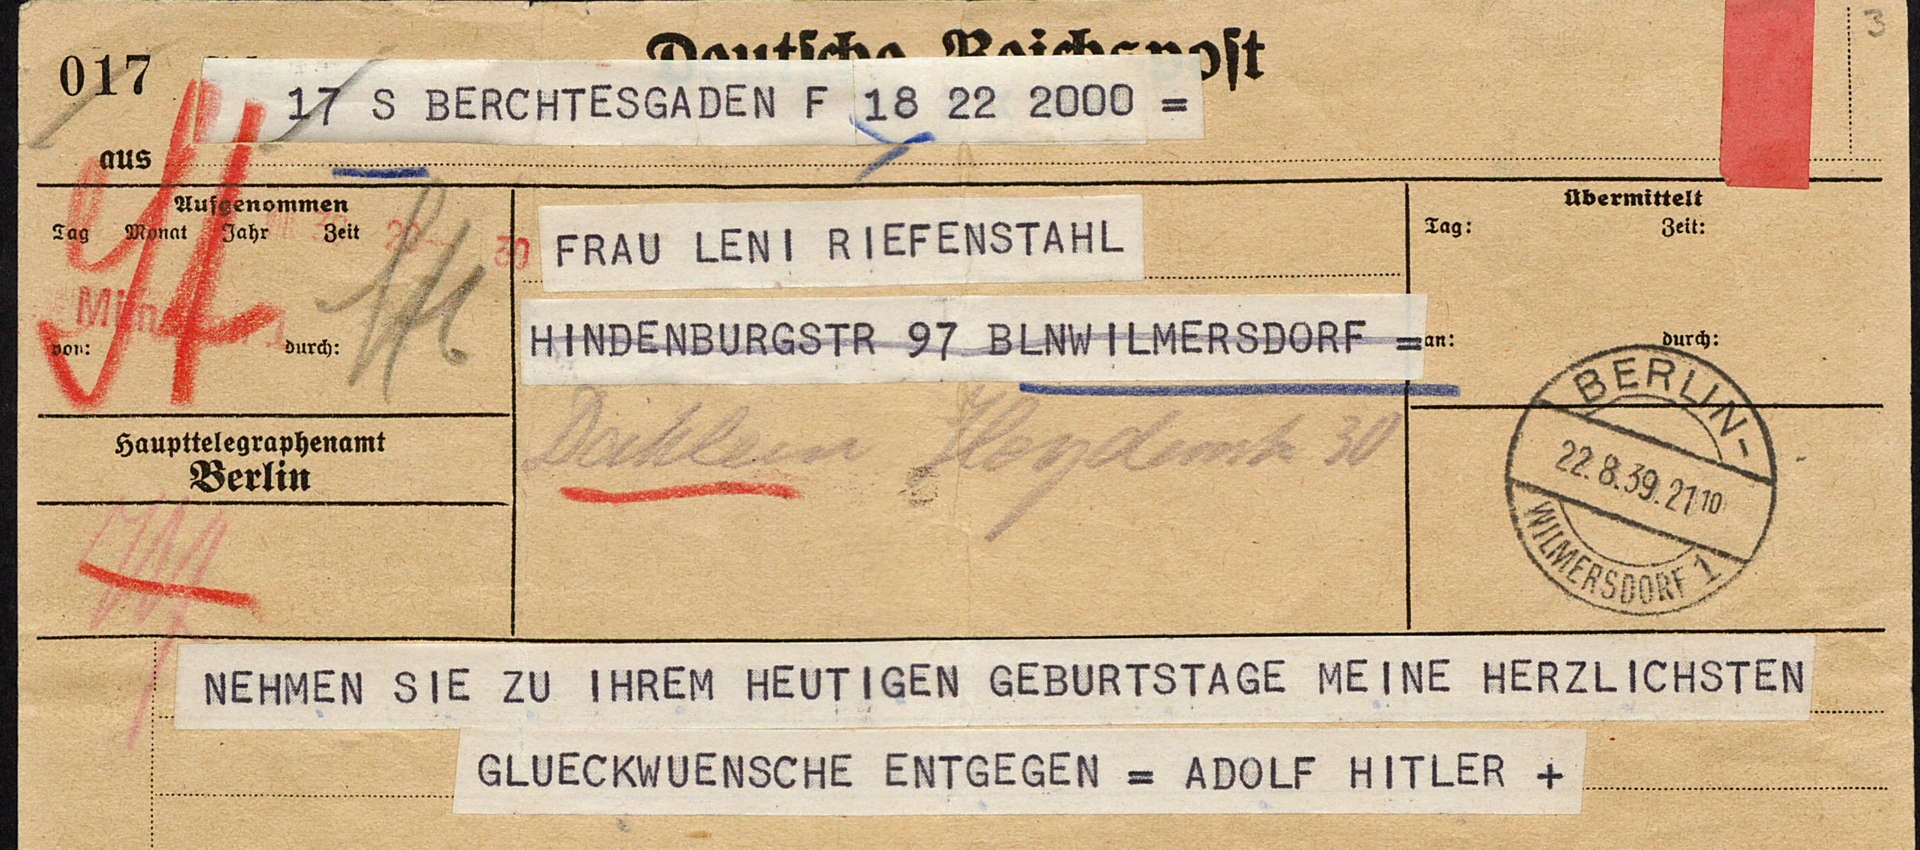 Deutsche Reichspost
3
017
17 S BERCHTESGADEN F 18 22 2000 =
aus
Aufgenommen
Tag Monat Jahr Zeit
von: durch:
Haupttelegraphenamt
Berlin
FRAU LENI RIEFENSTAHL
HINDENBURGSTR 97 BLNWILMERSDORF =
30
Übermittelt
Tag: Zeit:
an: durch:
BERLIN-
22.8.39.21 10
WILMERSDORF 1
NEHMEN SIE ZU IHREM HEUTIGEN GEBURTSTAGE MEINE HERZLICHSTEN
GLUECKWUENSCHE ENTGEGEN = ADOLF HITLER +